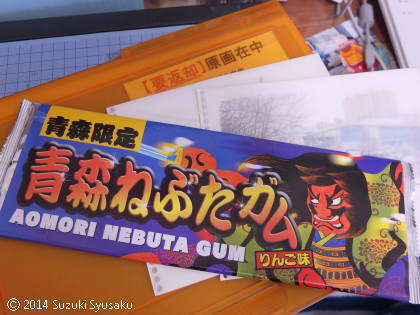 【要返却】原画在中
青森限定
青森ねぶたガム
AOMORI NEBUTA GUM
りんご味
© 2014 Suzuki Syusaku